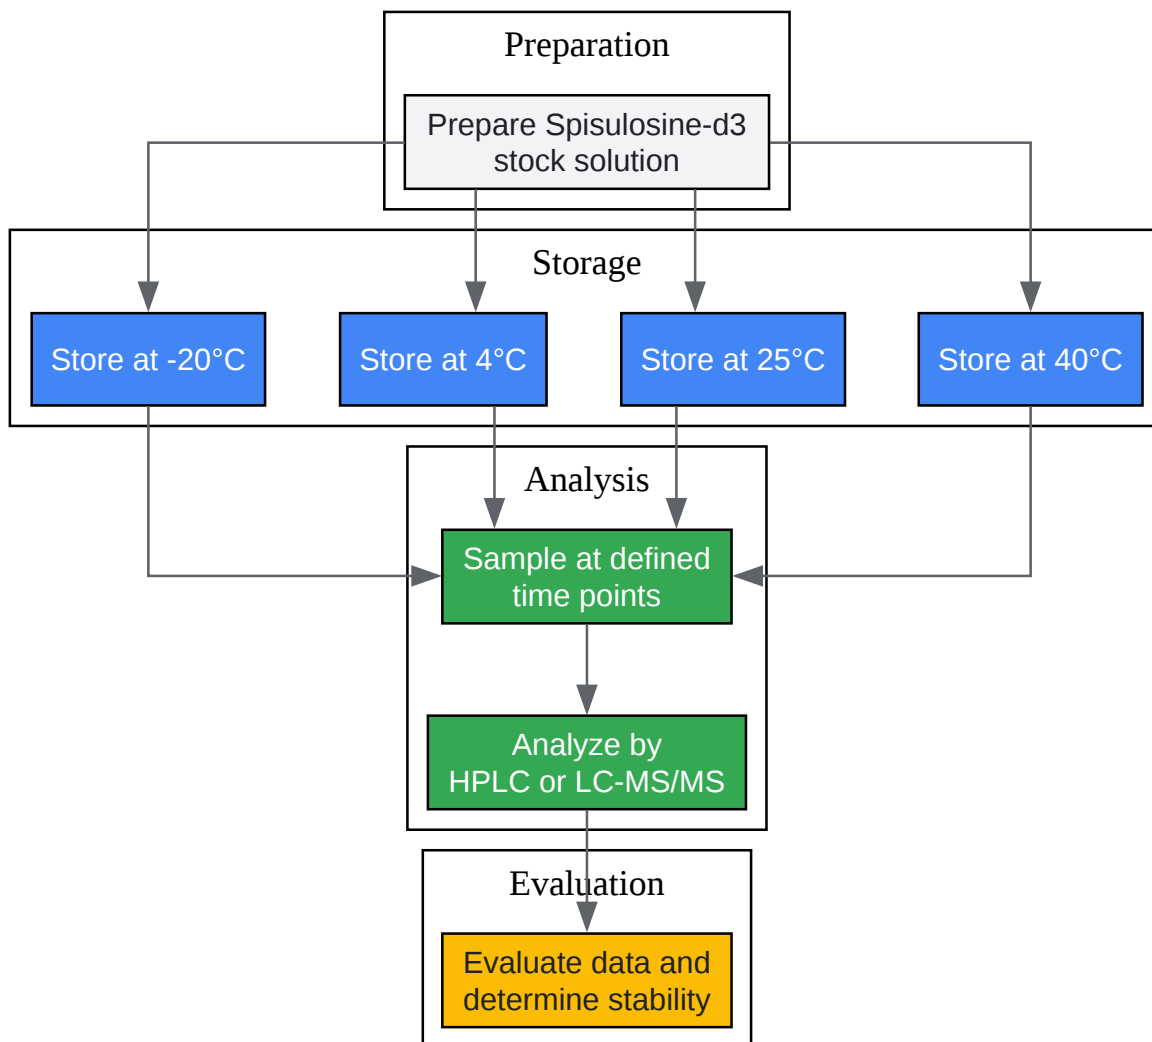 Preparation
Prepare Spisulosine-d3
stock solution
Storage
Store at -20°C
Store at 4°C
Store at 25°C
Store at 40°C
Analysis
Sample at defined
time points
Analyze by
HPLC or LC-MS/MS
Evaluation
Evaluate data and
determine stability